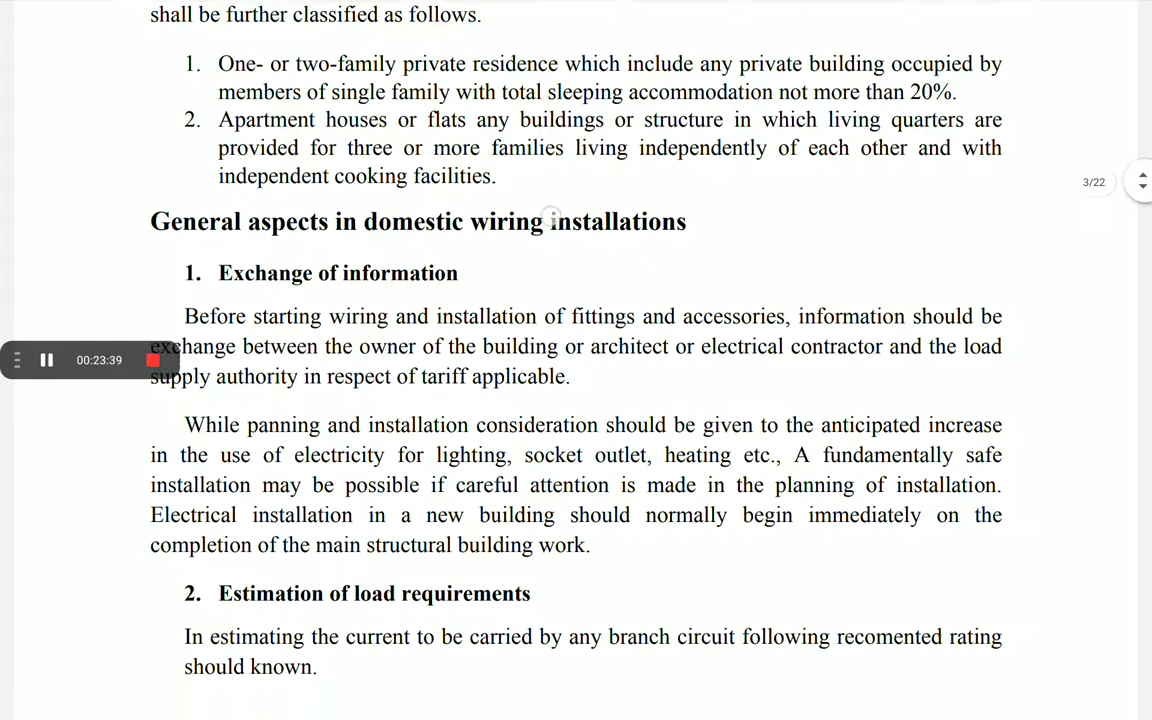 shall be further classified as follows.
1. One- or two-family private residence which include any private building occupied by
members of single family with total sleeping accommodation not more than 20%.
2. Apartment houses or flats any buildings or structure in which living quarters are
provided for three or more families living independently of each other and with
independent cooking facilities.
3/22
General aspects in domestic wiring installations
1. Exchange of information
Before starting wiring and installation of fittings and accessories, information should be
exchange between the owner of the building or architect or electrical contractor and the load
00:23:39
supply authority in respect of tariff applicable.
While panning and installation consideration should be given to the anticipated increase
in the use of electricity for lighting, socket outlet, heating etc., A fundamentally safe
installation may be possible if careful attention is made in the planning of installation.
Electrical installation in a new building should normally begin immediately on the
completion of the main structural building work.
2. Estimation of load requirements
In estimating the current to be carried by any branch circuit following recomented rating
should known.